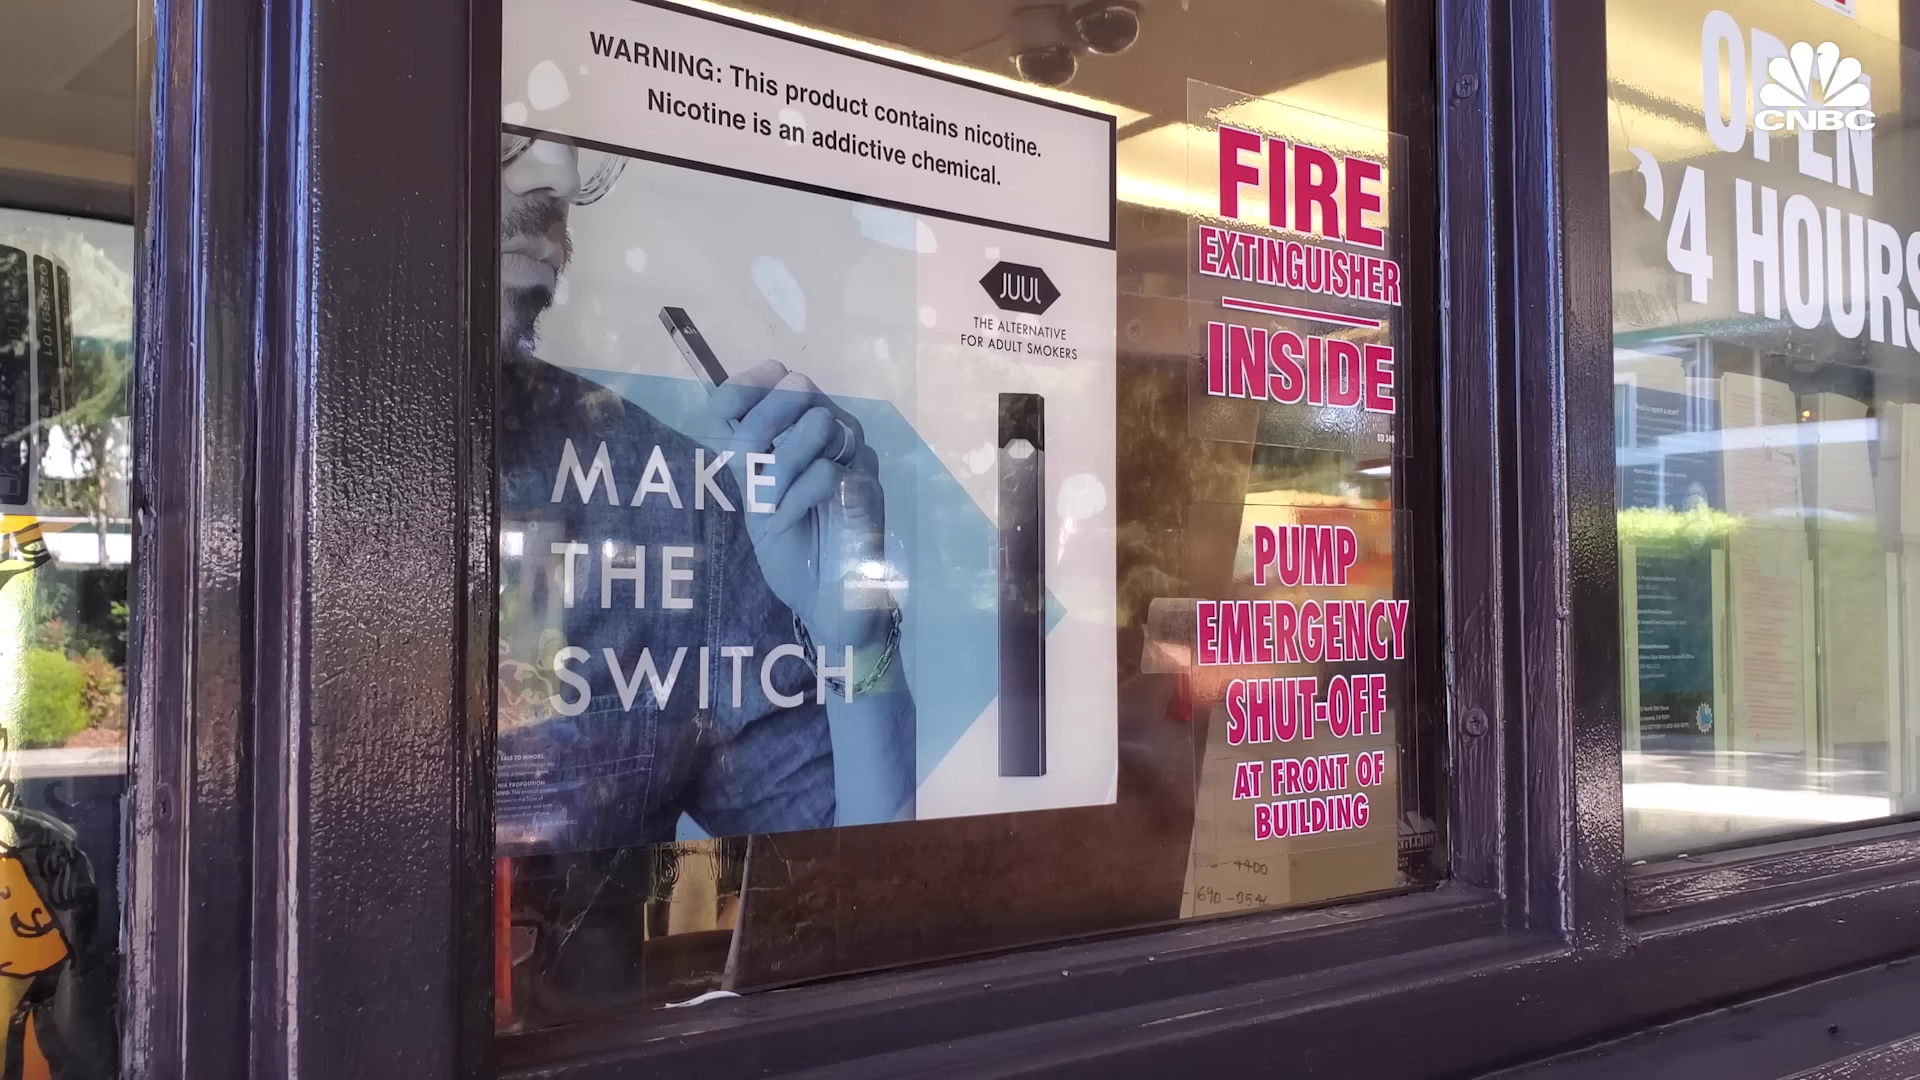 WARNING: This product contains nicotine.
Nicotine is an addictive chemical.
JUUL
THE ALTERNATIVE
FOR ADULT SMOKERS
MAKE
THE
SWITCH
FIRE
EXTINGUISHER
INSIDE
PUMP
EMERGENCY
SHUT-OFF
AT FRONT OF
BUILDING
OPEN
24 HOURS
CNBC